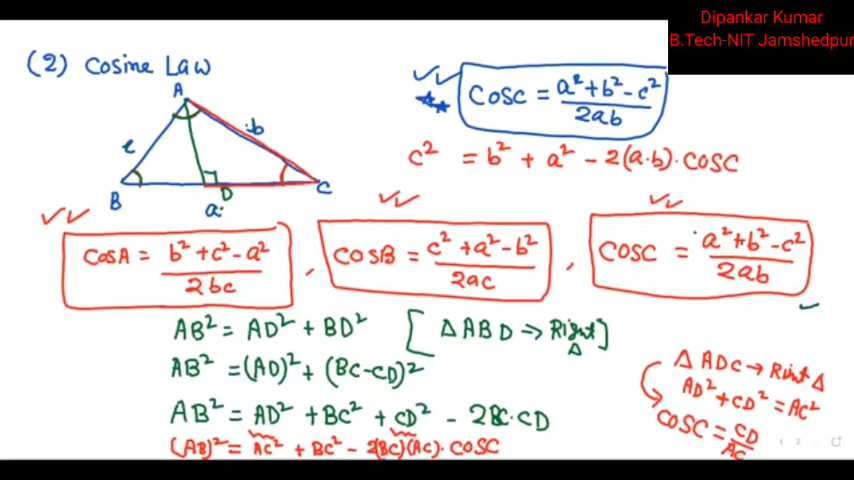 Dipankar Kumar
B.Tech-NIT Jamshedpur
(2) Cosine Law
A
c
b
B
D
C
a
COSC = a²+b²-c² / 2ab
c² = b² + a² - 2(a·b)·COSC
COSA = b²+c²-a² / 2bc , COSB = c²+a²-b² / 2ac , COSC = a²+b²-c² / 2ab
AB² = AD² + BD² [ΔABD → Right Δ]
AB² = (AD)² + (BC-CD)²
AB² = AD² + BC² + CD² - 2BC·CD
(AB)² = AC² + BC² - 2(BC)(AC)·COSC
ΔADC → Right Δ
AD² + CD² = AC²
COSC = CD / AC
2